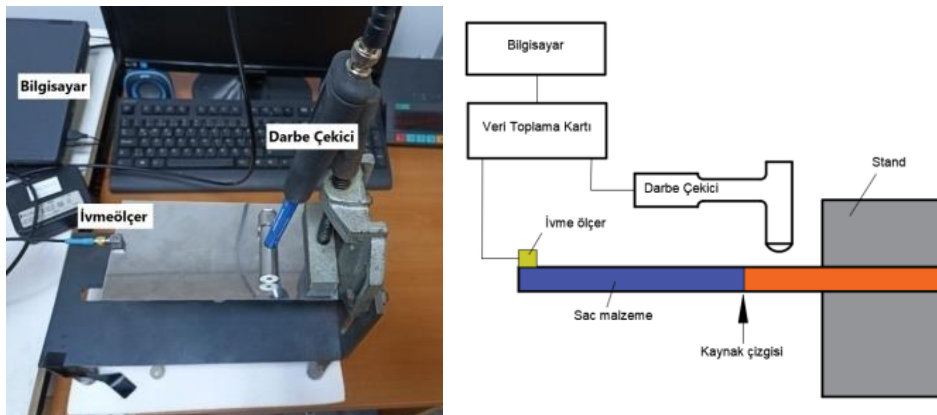 Bilgisayar
Darbe Çekici
İvmeölçer
Bilgisayar
Veri Toplama Kartı
Stand
Darbe Çekici
İvme ölçer
Sac malzeme
Kaynak çizgisi